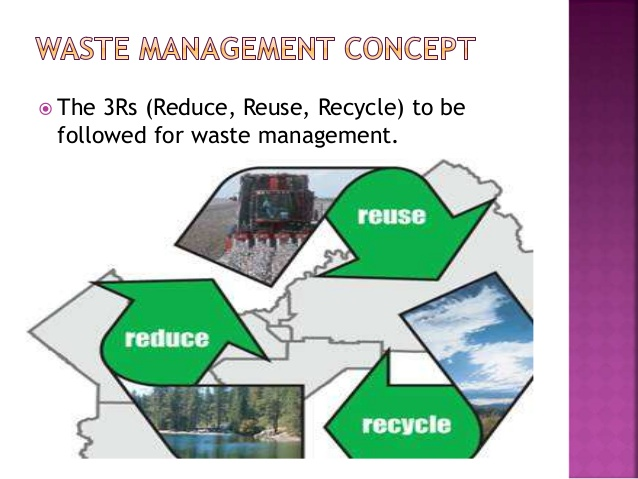 WASTE MANAGEMENT CONCEPT
The 3Rs (Reduce, Reuse, Recycle) to be
followed for waste management.
reuse
reduce
recycle